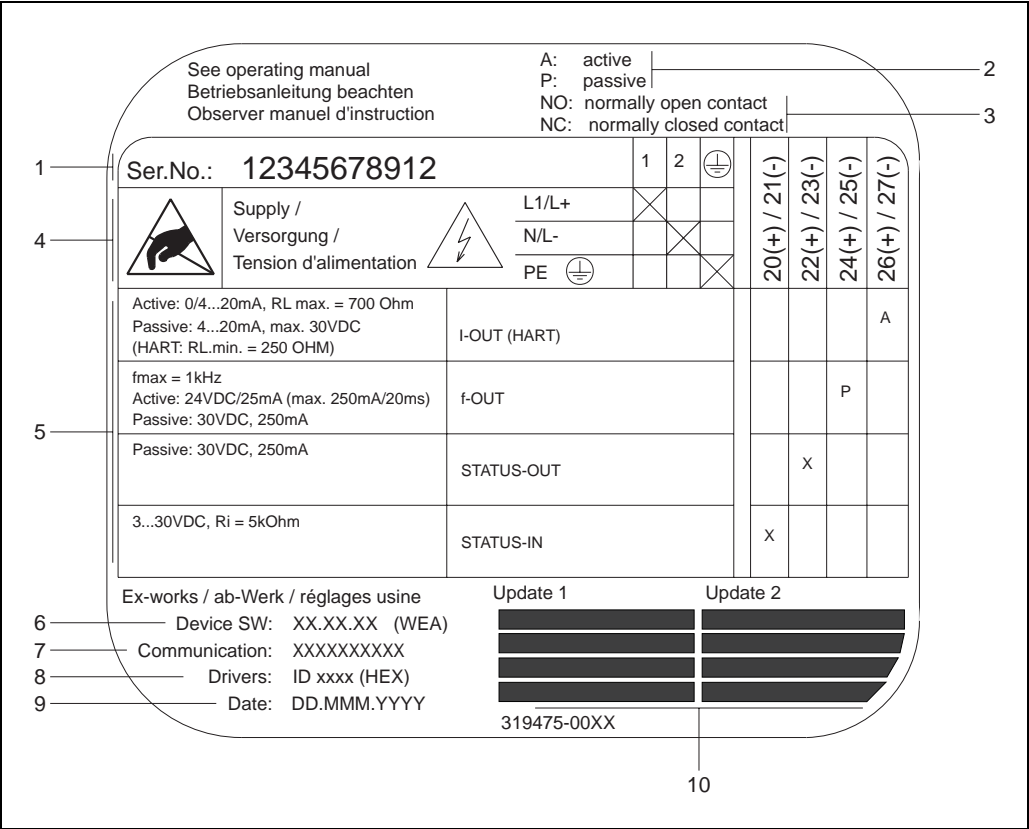 See operating manual
Betriebsanleitung beachten
Observer manuel d'instruction
A: active
P: passive
NO: normally open contact
NC: normally closed contact
2
3
1
Ser.No.: 12345678912
1 2
20(+) / 21(-)
22(+) / 23(-)
24(+) / 25(-)
26(+) / 27(-)
4
Supply /
Versorgung /
Tension d'alimentation
L1/L+
N/L-
PE
5
Active: 0/4...20mA, RL max. = 700 Ohm
Passive: 4...20mA, max. 30VDC
(HART: RL.min. = 250 OHM)
I-OUT (HART)
A
fmax = 1kHz
Active: 24VDC/25mA (max. 250mA/20ms)
Passive: 30VDC, 250mA
f-OUT
P
Passive: 30VDC, 250mA
STATUS-OUT
X
3...30VDC, Ri = 5kOhm
STATUS-IN
X
Ex-works / ab-Werk / réglages usine
Update 1
Update 2
6
Device SW: XX.XX.XX (WEA)
7
Communication: XXXXXXXXXX
8
Drivers: ID xxxx (HEX)
9
Date: DD.MMM.YYYY
319475-00XX
10